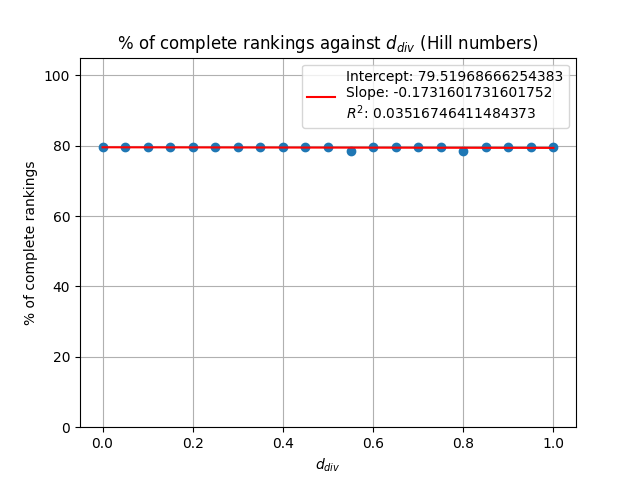 % of complete rankings against d_div (Hill numbers)
Intercept: 79.51968666254383
Slope: -0.1731601731601752
R²: 0.03516746411484373
% of complete rankings
100
80
60
40
20
0
0.0 0.2 0.4 0.6 0.8 1.0
d_div